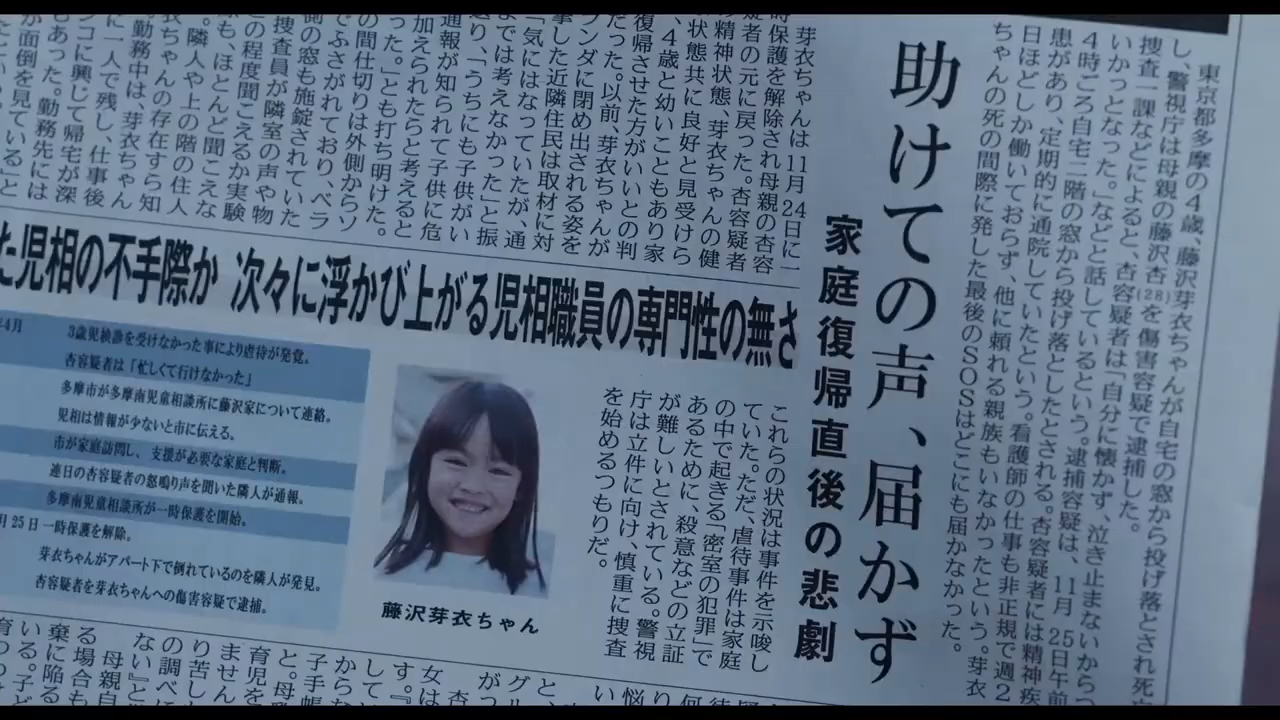 東京都多摩の4歳、藤沢芽衣ちゃんが自宅の窓から投げ落とされ死亡
し、警視庁は母親の藤沢杏(28)を傷害容疑で逮捕した。
捜査一課などによると、杏容疑者は「自分に懐かず、泣き止まないからつ
いかっとなった。」などと話しているという。逮捕容疑は、11月25日午前
4時ごろ自宅二階の窓から投げ落としたとされる。杏容疑者には精神疾
患があり、定期的に通院していたという。看護師の仕事も非正規で週2
日ほどしか働いておらず、他に頼れる親族もいなかったという。芽衣
ちゃんの死の間際に発した最後のSOSはどこにも届かなかった。
助けての声、届かず
家庭復帰直後の悲劇
芽衣ちゃんは11月24日に一
時保護を解除され母親の杏容
疑者の元に戻った。杏容疑者
の精神状態、芽衣ちゃんの健
状態共に良好と見受けら
、4歳と幼いこともあり家
復帰させた方がいいとの判
だった。以前、芽衣ちゃんが
ランダに閉め出される姿を
撃した近隣住民は取材に対
「気にはなっていたが、通
までは考えなかった」と振
返り、「うちにも子供がい
通報が知られて子供に危
加えられたらと考えると
った。」とも打ち明けた。
の間仕切りは外側からソ
でふさがれており、ベラ
側の窓も施錠されていた
捜査員が隣室の声や物
の程度聞こえるか実験
も、ほとんど聞こえな
。隣人や上の階の住人
衣ちゃんの存在すら知
。勤務中は、芽衣ちゃん
に一人で残し、仕事後
ンコに興じて帰宅が深
もあった。勤務先には
が面倒を見ている」と
た児相の不手際か 次々に浮かび上がる児相職員の専門性の無さ
これらの状況は事件を示唆し
ていた。ただ、虐待事件は家庭
の中で起きる「密室の犯罪」で
あるために、殺意などの立証
が難しいとされている。警視
庁は立件に向け、慎重に捜査
を始めるつもりだ。
藤沢芽衣ちゃん
年4月 3歳児検診を受けなかった事により虐待が発覚。
杏容疑者は「忙しくて行けなかった」
多摩市が多摩南児童相談所に藤沢家について連絡。
児相は情報が少ないと市に伝える。
市が家庭訪問し、支援が必要な家庭と判断。
連日の杏容疑者の怒鳴り声を聞いた隣人が通報。
多摩南児童相談所が一時保護を開始。
月25日 一時保護を解除。
芽衣ちゃんがアパート下で倒れているのを隣人が発見。
杏容疑者を芽衣ちゃんへの傷害容疑で逮捕。